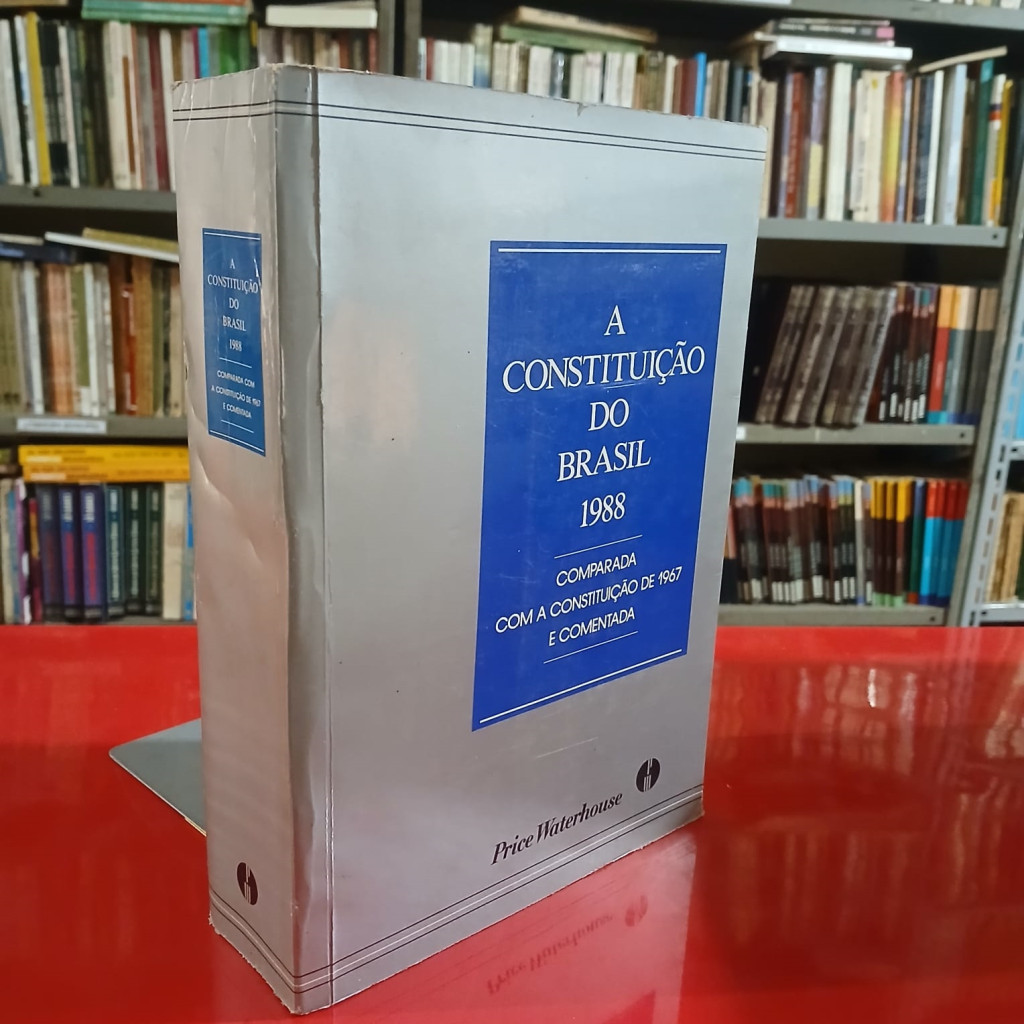 A
CONSTITUIÇÃO
DO
BRASIL
1988
COMPARADA COM
A CONSTITUIÇÃO DE 1967
E COMENTADA
A
CONSTITUIÇÃO
DO
BRASIL
1988
COMPARADA
COM A CONSTITUIÇÃO DE 1967
E COMENTADA
Price Waterhouse